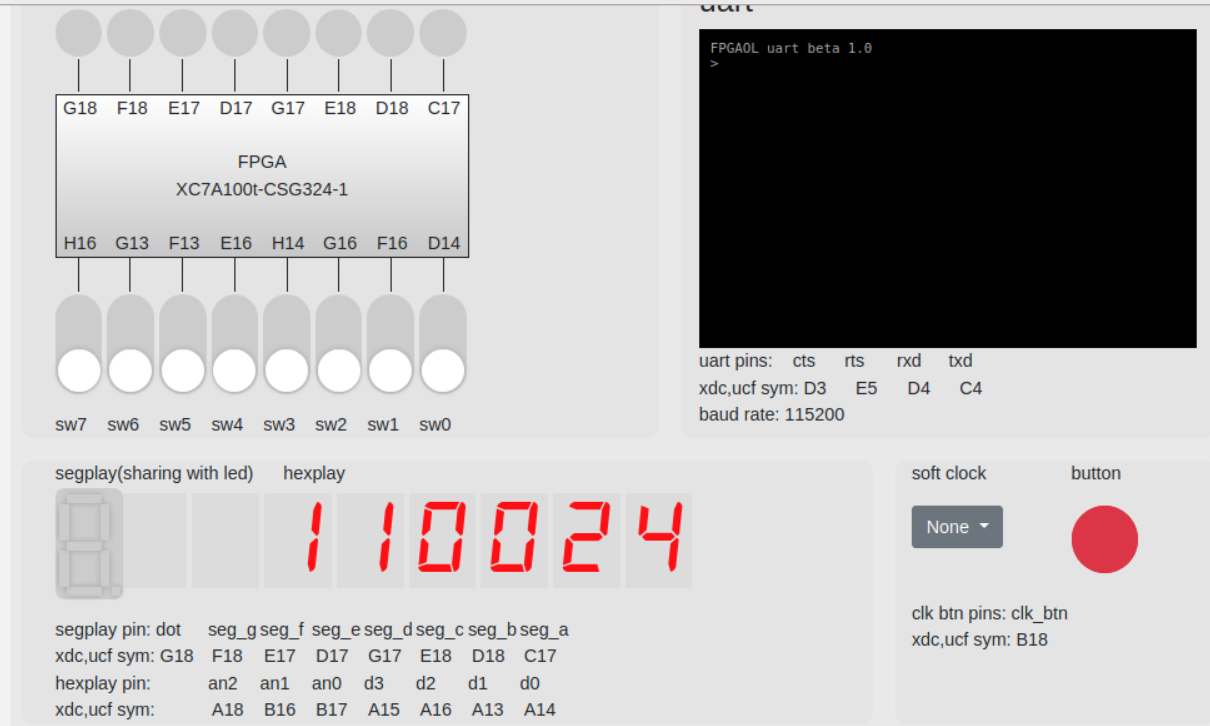 uart
FPGAOL uart beta 1.0
>
G18 F18 E17 D17 G17 E18 D18 C17
FPGA
XC7A100t-CSG324-1
H16 G13 F13 E16 H14 G16 F16 D14
sw7 sw6 sw5 sw4 sw3 sw2 sw1 sw0
uart pins: cts rts rxd txd
xdc,ucf sym: D3 E5 D4 C4
baud rate: 115200
segplay(sharing with led) hexplay
110024
segplay pin: dot seg_g seg_f seg_e seg_d seg_c seg_b seg_a
xdc,ucf sym: G18 F18 E17 D17 G17 E18 D18 C17
hexplay pin: an2 an1 an0 d3 d2 d1 d0
xdc,ucf sym: A18 B16 B17 A15 A16 A13 A14
soft clock button
None
clk btn pins: clk_btn
xdc,ucf sym: B18